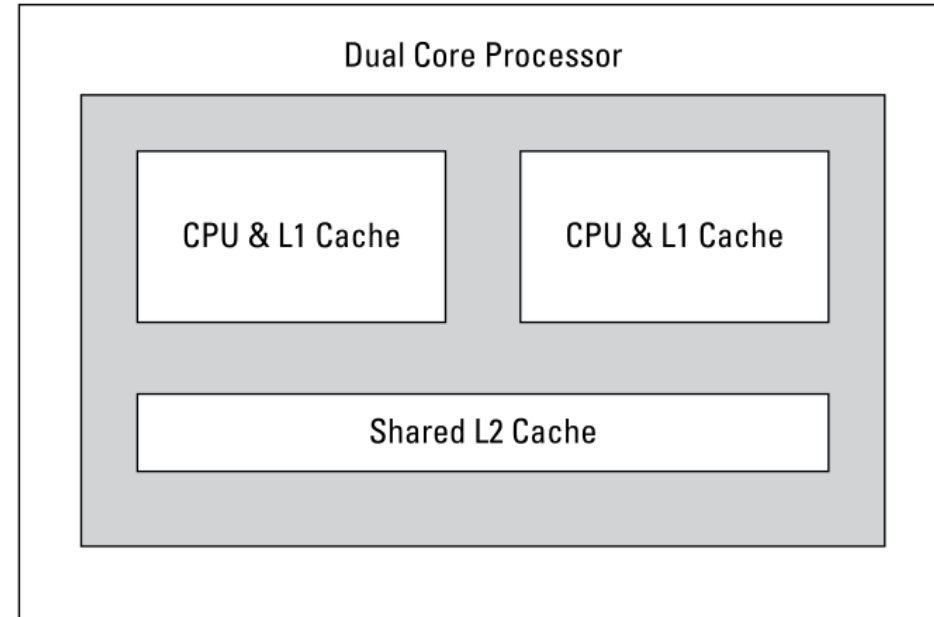 Dual Core Processor
CPU & L1 Cache
CPU & L1 Cache
Shared L2 Cache